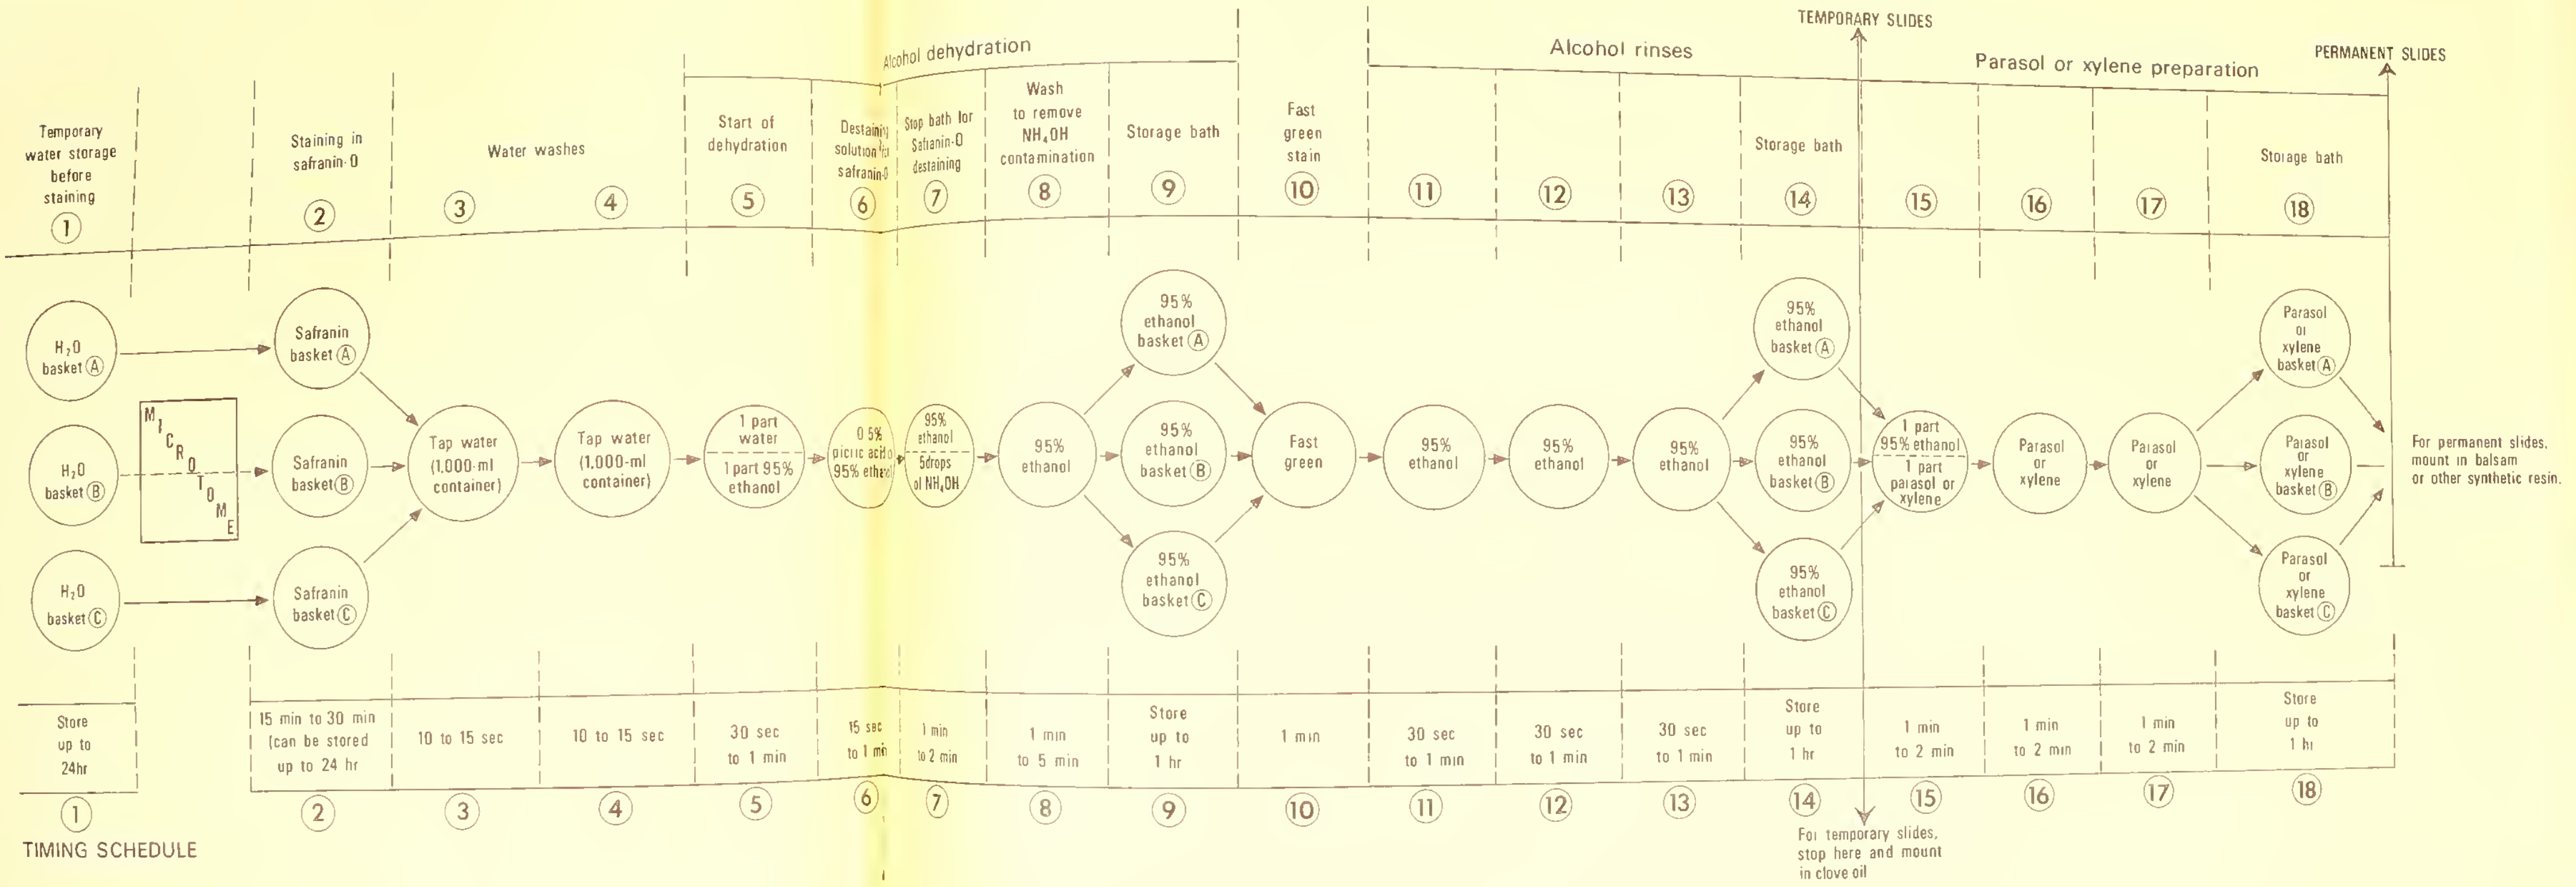 TEMPORARY SLIDES
PERMANENT SLIDES
Alcohol dehydration
Alcohol rinses
Parasol or xylene preparation
Temporary
water storage
before
staining
1
Staining in
safranin-O
2
Water washes
3
4
Start of
dehydration
5
Destaining
solution for
safranin-O
6
Stop bath for
Safranin-O
destaining
7
Wash
to remove
NH₄OH
contamination
8
Storage bath
9
Fast
green
stain
10
11
12
13
Storage bath
14
15
16
17
Storage bath
18
H₂O
basket A
H₂O
basket B
H₂O
basket C
MICROTOME
Safranin
basket A
Safranin
basket B
Safranin
basket C
Tap water
(1,000-ml
container)
Tap water
(1,000-ml
container)
1 part
water
1 part 95%
ethanol
0.5%
picric acid
95% ethanol
95%
ethanol
5drops
of NH₄OH
95%
ethanol
95%
ethanol
basket A
95%
ethanol
basket B
95%
ethanol
basket C
Fast
green
95%
ethanol
95%
ethanol
95%
ethanol
95%
ethanol
basket A
95%
ethanol
basket B
95%
ethanol
basket C
1 part
95% ethanol
1 part
parasol or
xylene
Parasol
or
xylene
Parasol
or
xylene
Parasol
or
xylene
basket A
Parasol
or
xylene
basket B
Parasol
or
xylene
basket C
For permanent slides,
mount in balsam
or other synthetic resin.
Store
up to
24hr
1
15 min to 30 min
(can be stored
up to 24 hr
2
10 to 15 sec
3
10 to 15 sec
4
30 sec
to 1 min
5
15 sec
to 1 min
6
1 min
to 2 min
7
1 min
to 5 min
8
Store
up to
1 hr
9
1 min
10
30 sec
to 1 min
11
30 sec
to 1 min
12
30 sec
to 1 min
13
Store
up to
1 hr
14
1 min
to 2 min
15
1 min
to 2 min
16
1 min
to 2 min
17
Store
up to
1 hr
18
TIMING SCHEDULE
For temporary slides,
stop here and mount
in clove oil